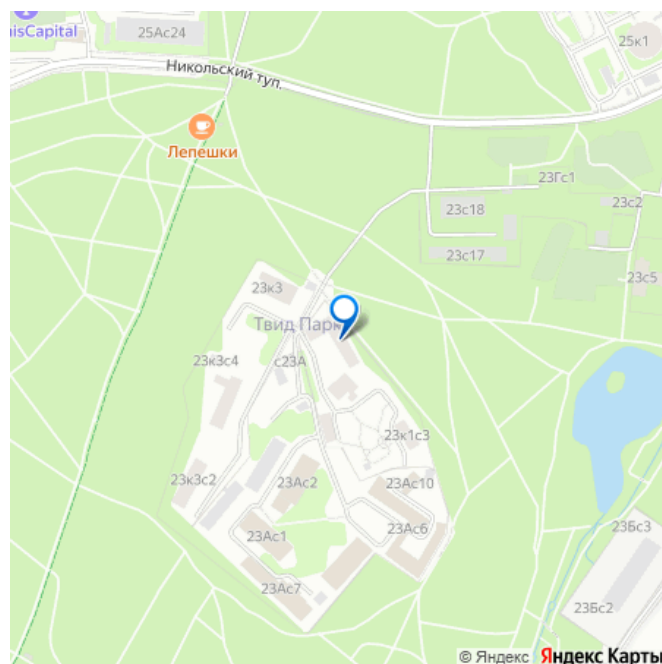 nisCapital
25Ас24
25к1
Никольский туп.
Лепешки
23Гс1
23с18
23с2
23с17
23с5
23к3
Твид Парк
23к3с4
с23А
23к1с3
23к3с2
23Ас2
23Ас10
23Ас6
23Ас1
23Бс3
23Ас7
23Бс2
© Яндекс Яндекс Карты